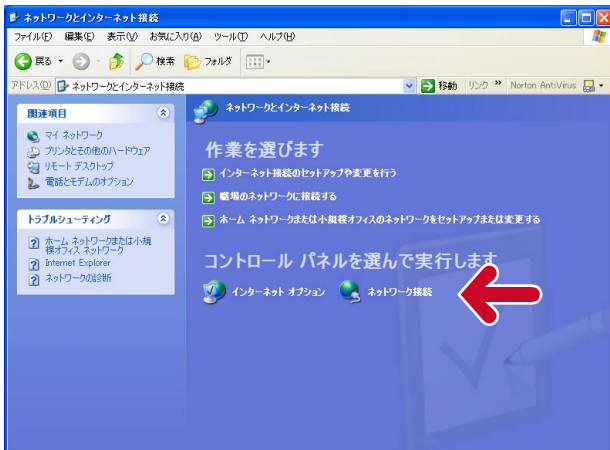 ネットワークとインターネット接続
ファイル(F) 編集(E) 表示(V) お気に入り(A) ツール(T) ヘルプ(H)
戻る 検索 フォルダ
アドレス(D) ネットワークとインターネット接続 移動 リンク » Norton AntiVirus
関連項目
マイ ネットワーク
プリンタとその他のハードウェア
リモート デスクトップ
電話とモデムのオプション
トラブルシューティング
ホーム ネットワークまたは小規
模オフィス ネットワーク
Internet Explorer
ネットワークの診断
ネットワークとインターネット接続
作業を選びます
インターネット接続のセットアップや変更を行う
職場のネットワークに接続する
ホーム ネットワークまたは小規模オフィスのネットワークをセットアップまたは変更する
コントロール パネルを選んで実行します
インターネット オプション ネットワーク接続